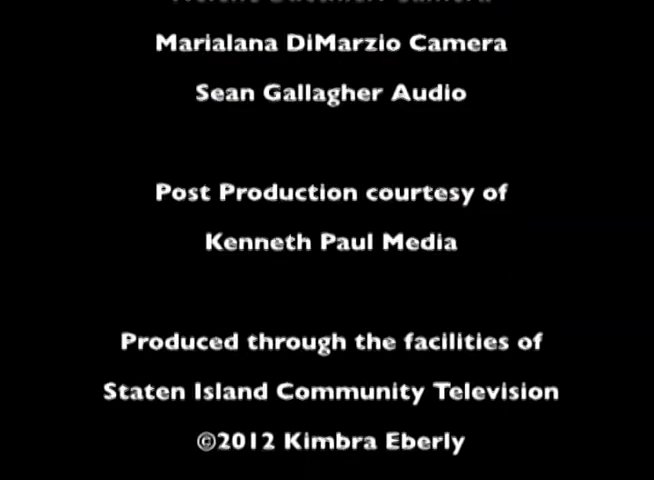 Marialana DiMarzio Camera
Sean Gallagher Audio
Post Production courtesy of
Kenneth Paul Media
Produced through the facilities of
Staten Island Community Television
©2012 Kimbra Eberly